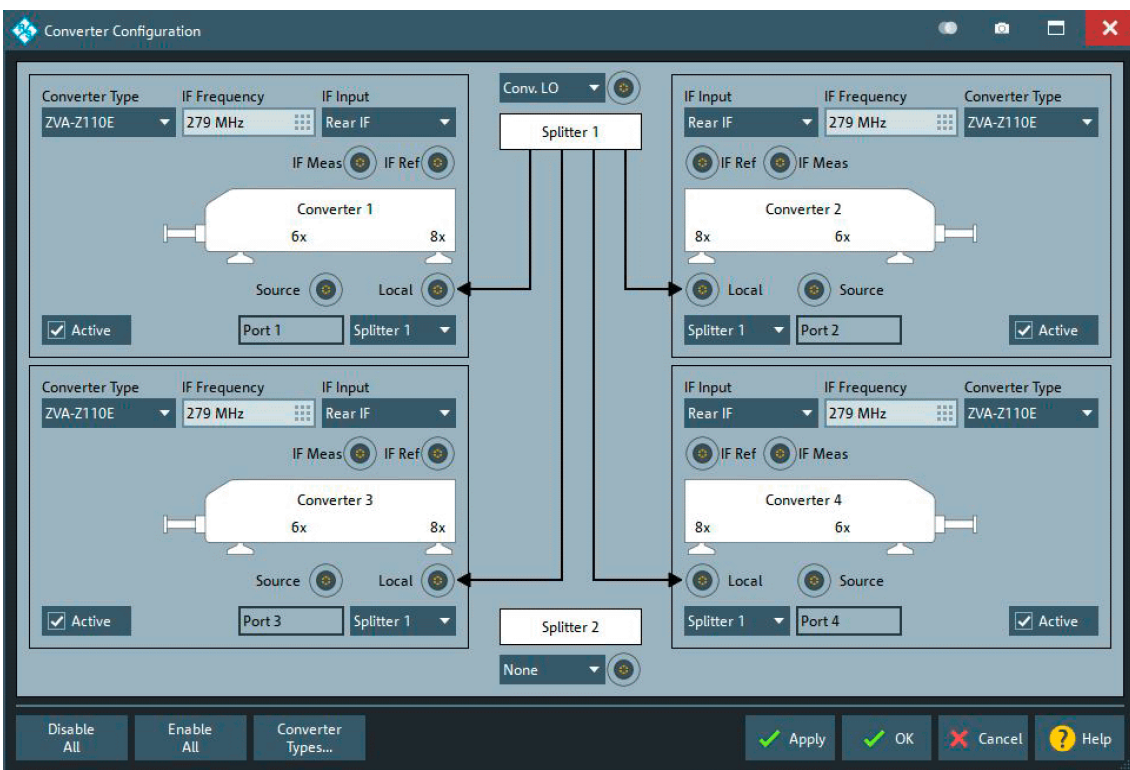 Converter Configuration
Converter Type IF Frequency IF Input
ZVA-Z110E 279 MHz Rear IF
IF Meas IF Ref
Converter 1
6x 8x
Source Local
Active Port 1 Splitter 1
Conv. LO
Splitter 1
IF Input IF Frequency Converter Type
Rear IF 279 MHz ZVA-Z110E
IF Ref IF Meas
Converter 2
8x 6x
Local Source
Splitter 1 Port 2 Active
Converter Type IF Frequency IF Input
ZVA-Z110E 279 MHz Rear IF
IF Meas IF Ref
Converter 3
6x 8x
Source Local
Active Port 3 Splitter 1
Splitter 2
None
IF Input IF Frequency Converter Type
Rear IF 279 MHz ZVA-Z110E
IF Ref IF Meas
Converter 4
8x 6x
Local Source
Splitter 1 Port 4 Active
Disable All
Enable All
Converter Types...
Apply
OK
Cancel
? Help